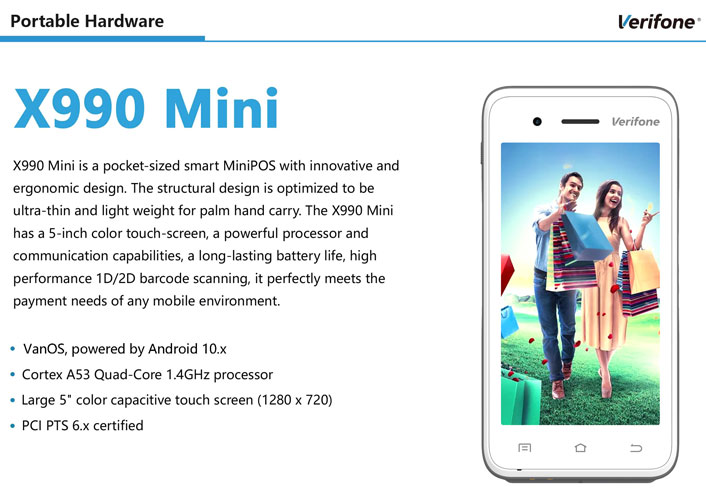 Portable Hardware
Verifone®
X990 Mini
X990 Mini is a pocket-sized smart MiniPOS with innovative and
ergonomic design. The structural design is optimized to be
ultra-thin and light weight for palm hand carry. The X990 Mini
has a 5-inch color touch-screen, a powerful processor and
communication capabilities, a long-lasting battery life, high
performance 1D/2D barcode scanning, it perfectly meets the
payment needs of any mobile environment.
• VanOS, powered by Android 10.x
• Cortex A53 Quad-Core 1.4GHz processor
• Large 5" color capacitive touch screen (1280 x 720)
• PCI PTS 6.x certified
Verifone